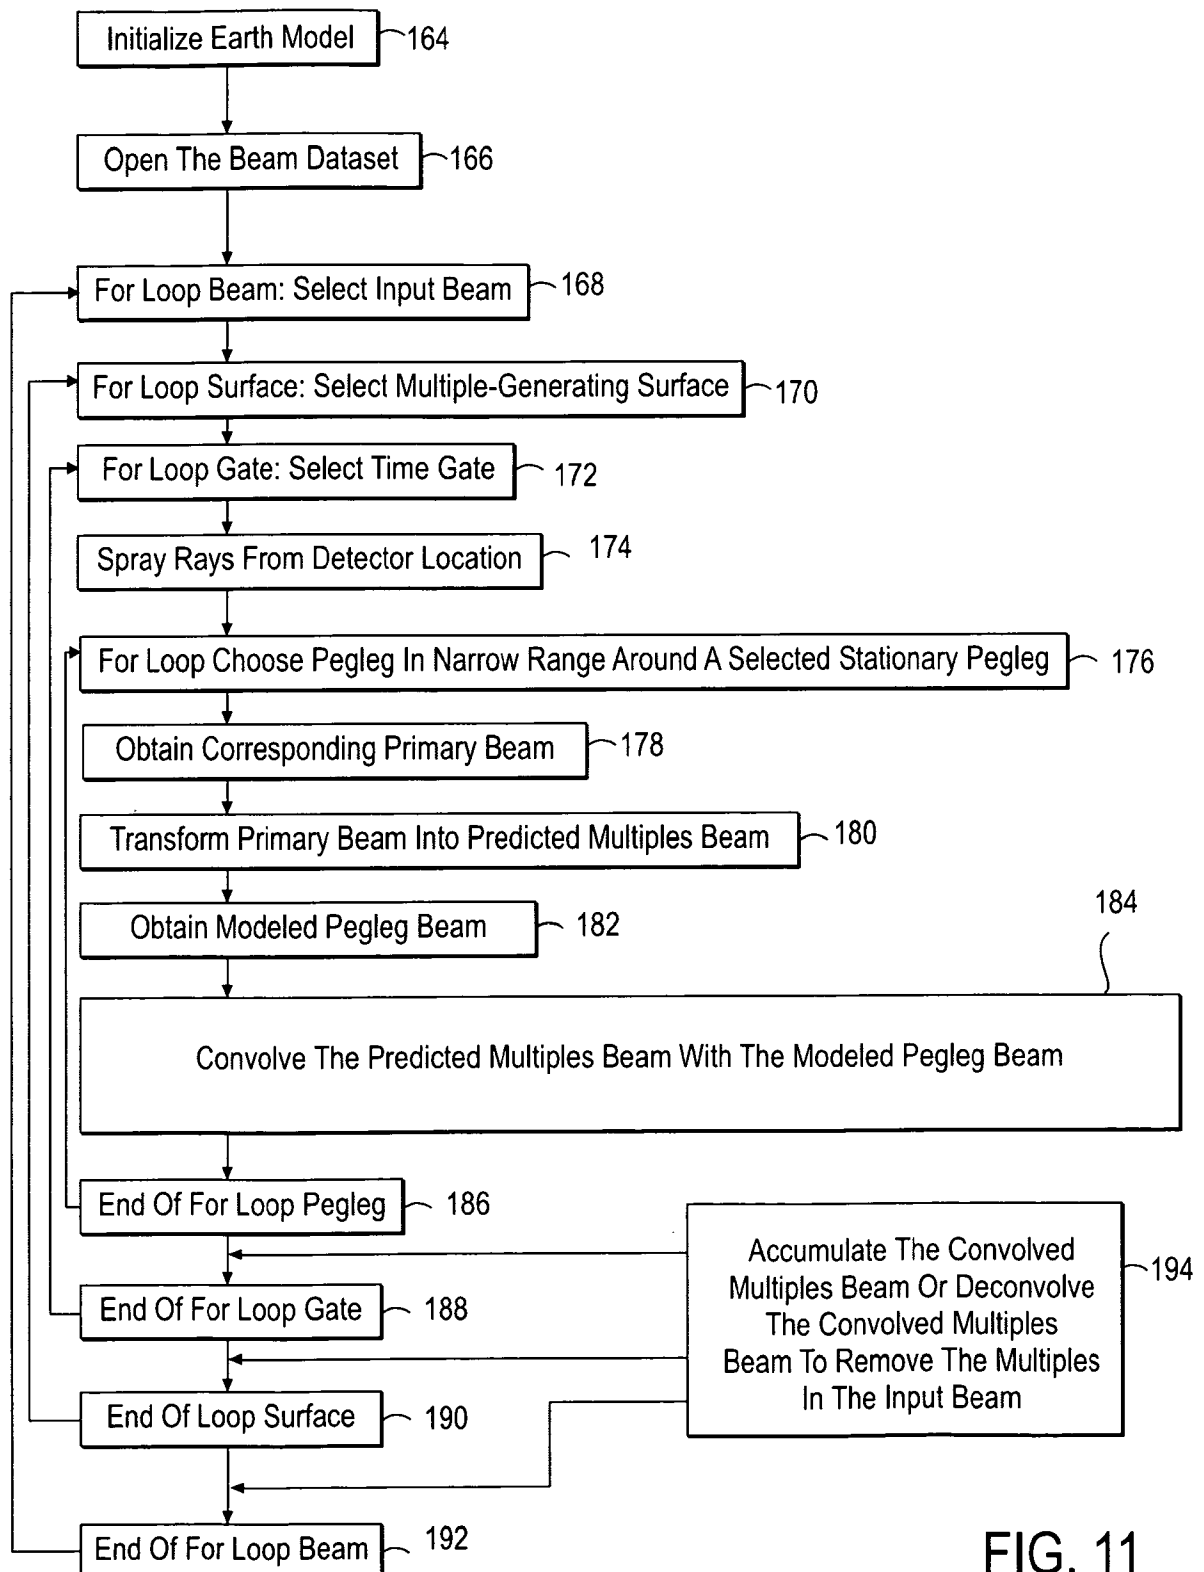 Initialize Earth Model
164
Open The Beam Dataset
166
For Loop Beam: Select Input Beam
168
For Loop Surface: Select Multiple-Generating Surface
170
For Loop Gate: Select Time Gate
172
Spray Rays From Detector Location
174
For Loop Choose Pegleg In Narrow Range Around A Selected Stationary Pegleg
176
Obtain Corresponding Primary Beam
178
Transform Primary Beam Into Predicted Multiples Beam
180
Obtain Modeled Pegleg Beam
182
184
Convolve The Predicted Multiples Beam With The Modeled Pegleg Beam
End Of For Loop Pegleg
186
End Of For Loop Gate
188
End Of Loop Surface
190
End Of For Loop Beam
192
Accumulate The Convolved
Multiples Beam Or Deconvolve
The Convolved Multiples
Beam To Remove The Multiples
In The Input Beam
194
FIG. 11